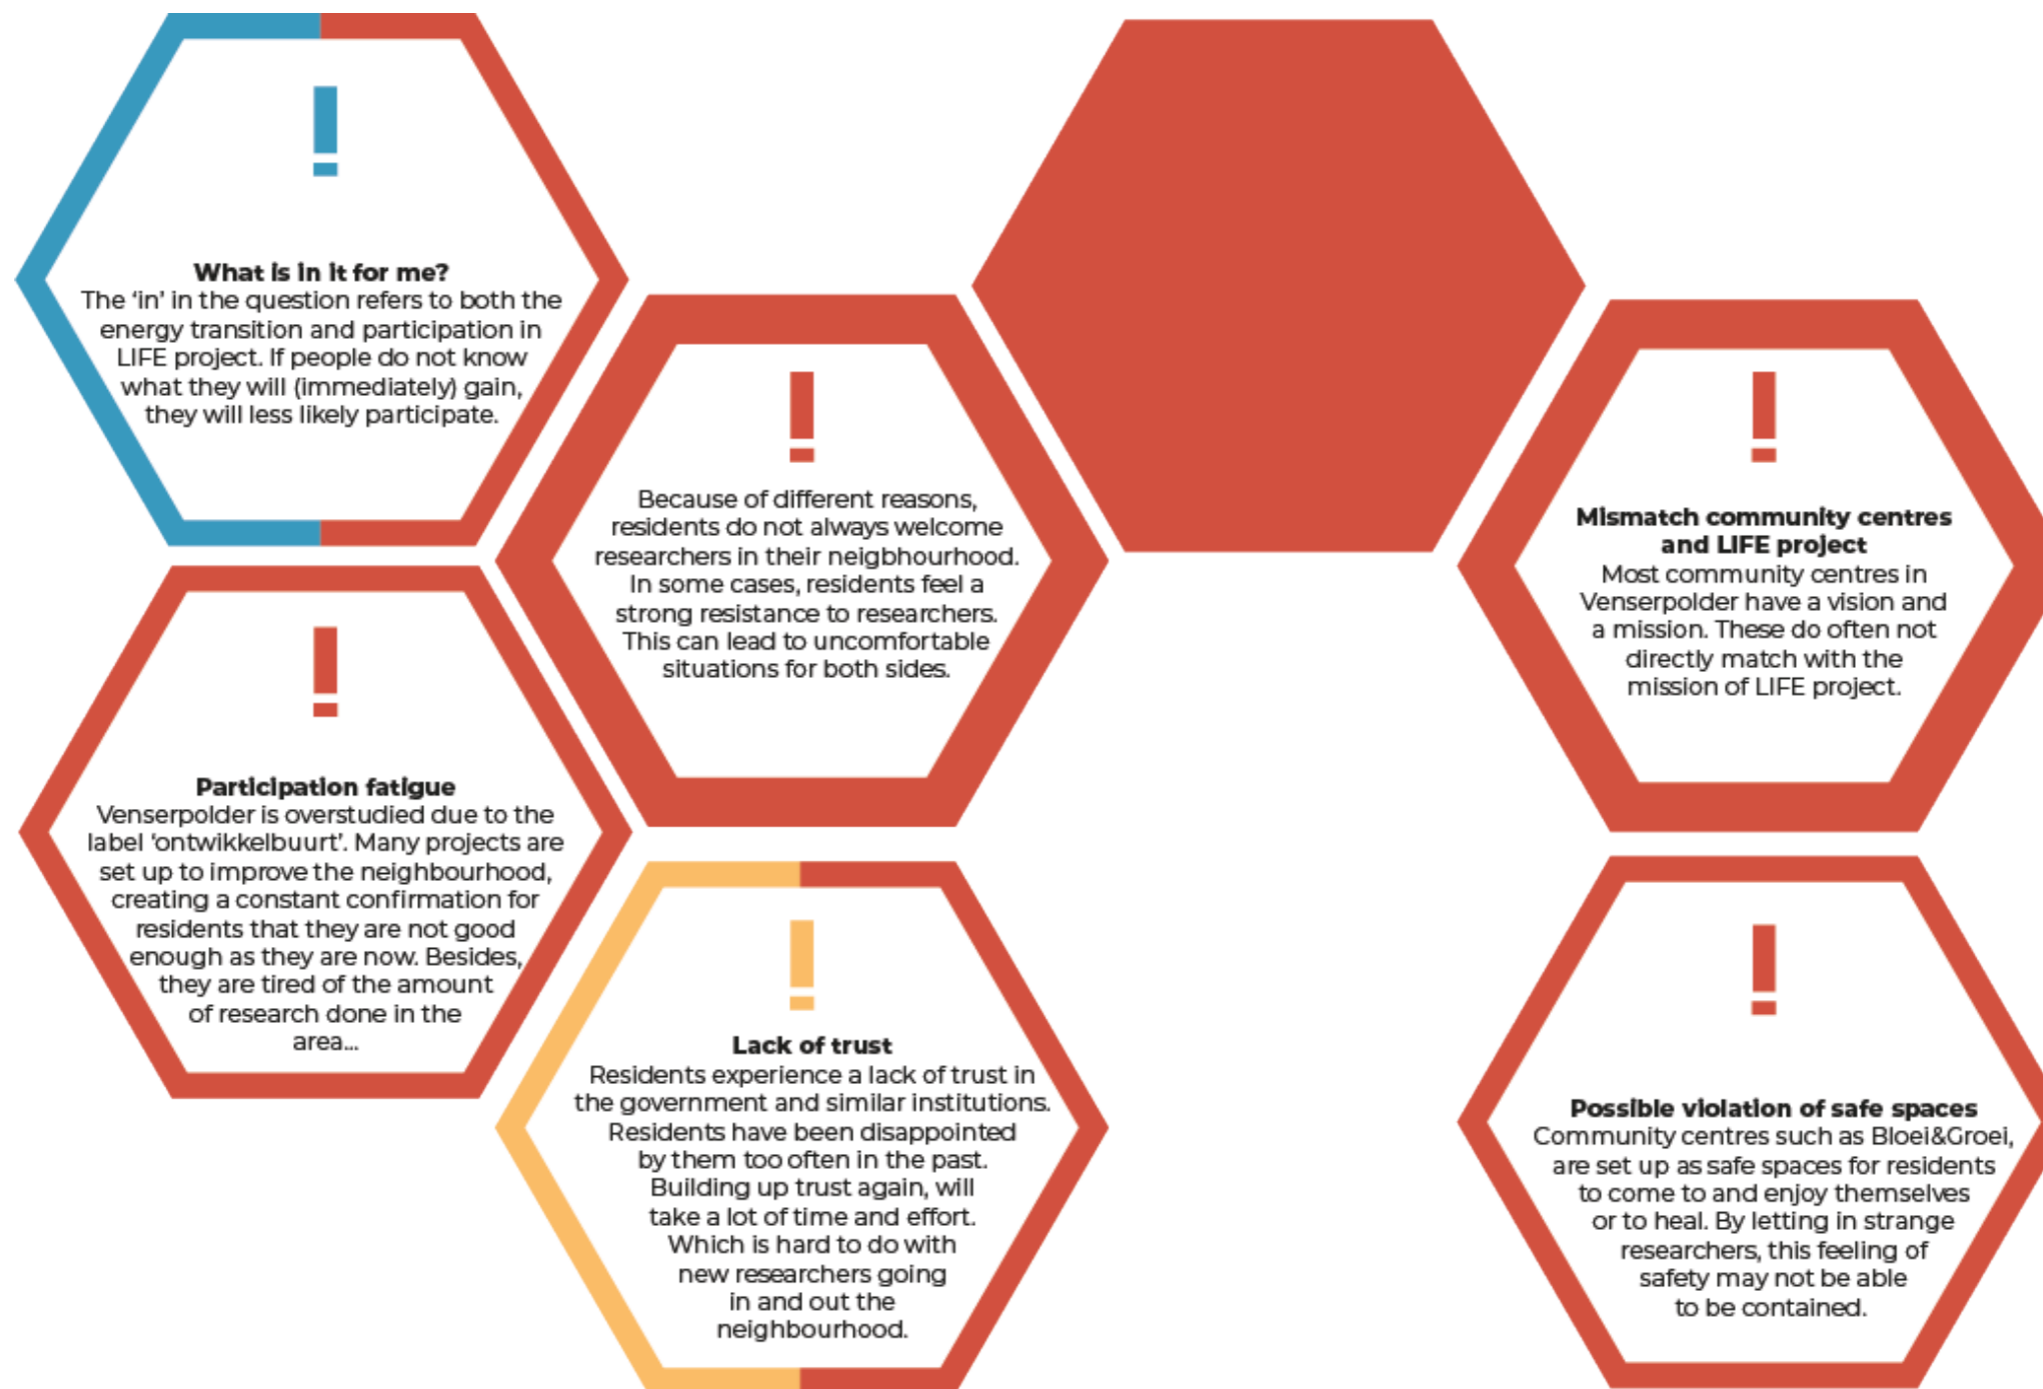 !
What is in it for me?
The ‘in’ in the question refers to both the
energy transition and participation in
LIFE project. If people do not know
what they will (immediately) gain,
they will less likely participate.
!
Participation fatigue
Venserpolder is overstudied due to the
label ‘ontwikkelbuurt’. Many projects are
set up to improve the neighbourhood,
creating a constant confirmation for
residents that they are not good
enough as they are now. Besides,
they are tired of the amount
of research done in the
area...
!
Because of different reasons,
residents do not always welcome
researchers in their neigbhourhood.
In some cases, residents feel a
strong resistance to researchers.
This can lead to uncomfortable
situations for both sides.
!
Lack of trust
Residents experience a lack of trust in
the government and similar institutions.
Residents have been disappointed
by them too often in the past.
Building up trust again, will
take a lot of time and effort.
Which is hard to do with
new researchers going
in and out the
neighbourhood.
!
Mismatch community centres
and LIFE project
Most community centres in
Venserpolder have a vision and
a mission. These do often not
directly match with the
mission of LIFE project.
!
Possible violation of safe spaces
Community centres such as Bloei&Groei,
are set up as safe spaces for residents
to come to and enjoy themselves
or to heal. By letting in strange
researchers, this feeling of
safety may not be able
to be contained.